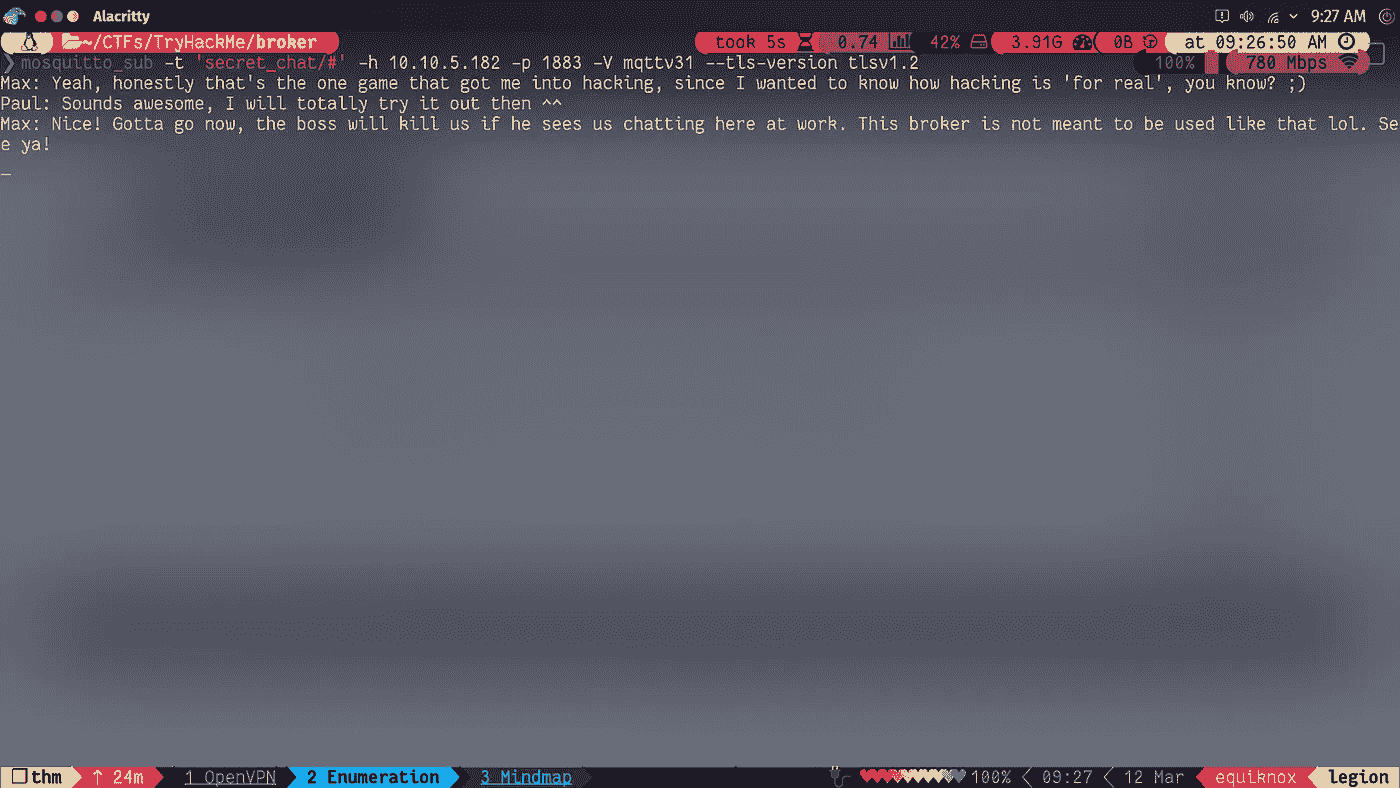 Alacritty
9:27 AM
~/CTFs/TryHackMe/broker
took 5s 0.74 42% 3.91G 0B at 09:26:50 AM
❯ mosquitto_sub -t 'secret_chat/#' -h 10.10.5.182 -p 1883 -V mqttv31 --tls-version tlsv1.2
100% 780 Mbps
Max: Yeah, honestly that's the one game that got me into hacking, since I wanted to know how hacking is 'for real', you know? ;)
Paul: Sounds awesome, I will totally try it out then ^^
Max: Nice! Gotta go now, the boss will kill us if he sees us chatting here at work. This broker is not meant to be used like that lol. Se
e ya!
thm ↑ 24m 1 OpenVPN 2 Enumeration 3 Mindmap 100% 09:27 12 Mar equiknox legion